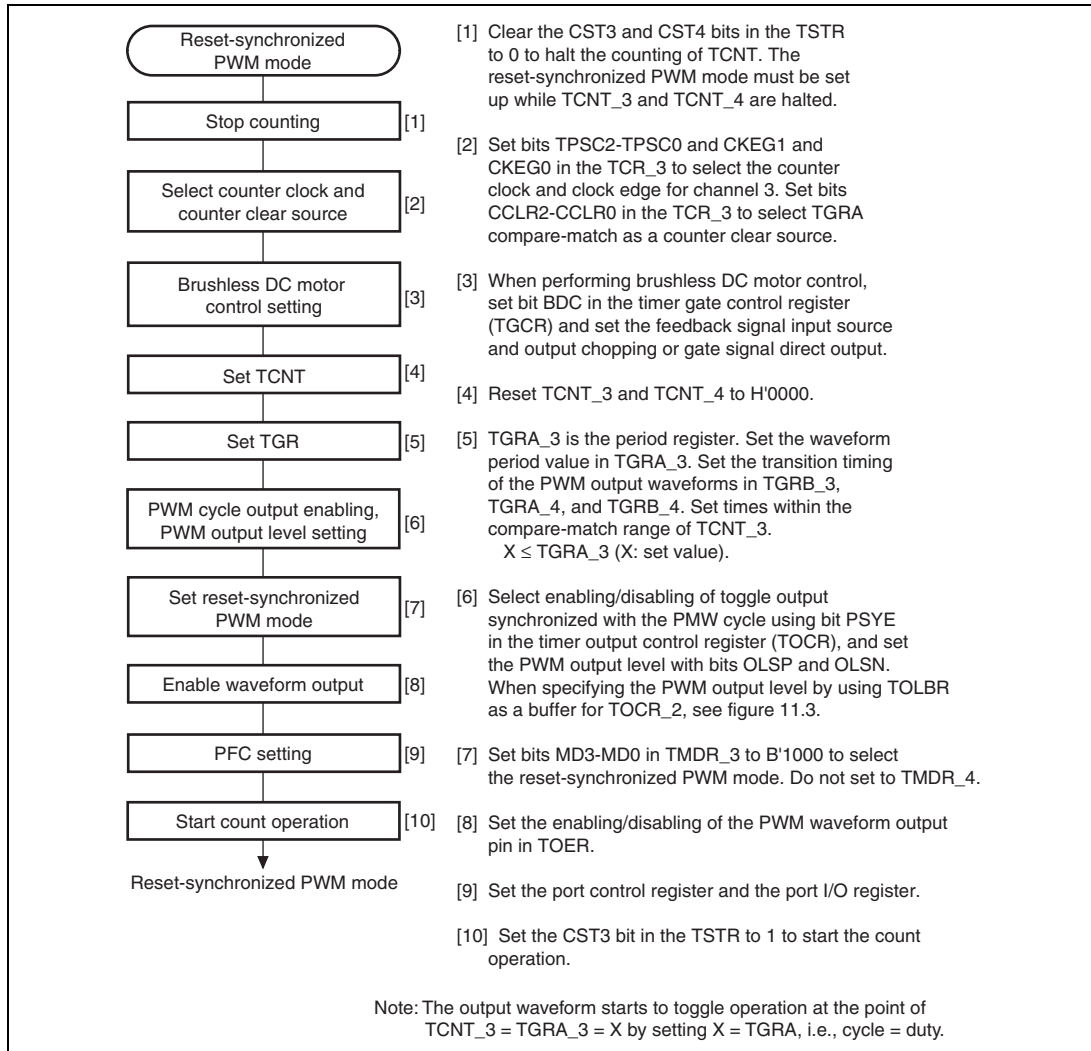 Reset-synchronized
PWM mode
Stop counting
[1]
Select counter clock and
counter clear source
[2]
Brushless DC motor
control setting
[3]
Set TCNT
[4]
Set TGR
[5]
PWM cycle output enabling,
PWM output level setting
[6]
Set reset-synchronized
PWM mode
[7]
Enable waveform output
[8]
PFC setting
[9]
Start count operation
[10]
Reset-synchronized PWM mode
[1] Clear the CST3 and CST4 bits in the TSTR
to 0 to halt the counting of TCNT. The
reset-synchronized PWM mode must be set
up while TCNT_3 and TCNT_4 are halted.
[2] Set bits TPSC2-TPSC0 and CKEG1 and
CKEG0 in the TCR_3 to select the counter
clock and clock edge for channel 3. Set bits
CCLR2-CCLR0 in the TCR_3 to select TGRA
compare-match as a counter clear source.
[3] When performing brushless DC motor control,
set bit BDC in the timer gate control register
(TGCR) and set the feedback signal input source
and output chopping or gate signal direct output.
[4] Reset TCNT_3 and TCNT_4 to H'0000.
[5] TGRA_3 is the period register. Set the waveform
period value in TGRA_3. Set the transition timing
of the PWM output waveforms in TGRB_3,
TGRA_4, and TGRB_4. Set times within the
compare-match range of TCNT_3.
X ≤ TGRA_3 (X: set value).
[6] Select enabling/disabling of toggle output
synchronized with the PMW cycle using bit PSYE
in the timer output control register (TOCR), and set
the PWM output level with bits OLSP and OLSN.
When specifying the PWM output level by using TOLBR
as a buffer for TOCR_2, see figure 11.3.
[7] Set bits MD3-MD0 in TMDR_3 to B'1000 to select
the reset-synchronized PWM mode. Do not set to TMDR_4.
[8] Set the enabling/disabling of the PWM waveform output
pin in TOER.
[9] Set the port control register and the port I/O register.
[10] Set the CST3 bit in the TSTR to 1 to start the count
operation.
Note: The output waveform starts to toggle operation at the point of
TCNT_3 = TGRA_3 = X by setting X = TGRA, i.e., cycle = duty.